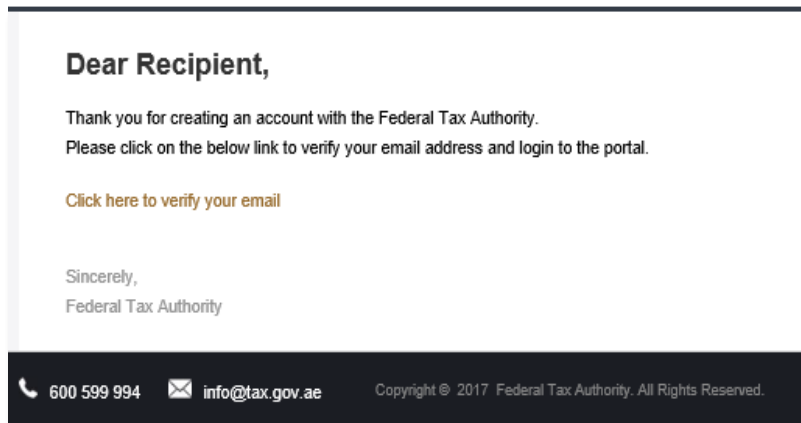 Dear Recipient,
Thank you for creating an account with the Federal Tax Authority.
Please click on the below link to verify your email address and login to the portal.
Click here to verify your email
Sincerely,
Federal Tax Authority
600 599 994 info@tax.gov.ae Copyright © 2017 Federal Tax Authority. All Rights Reserved.